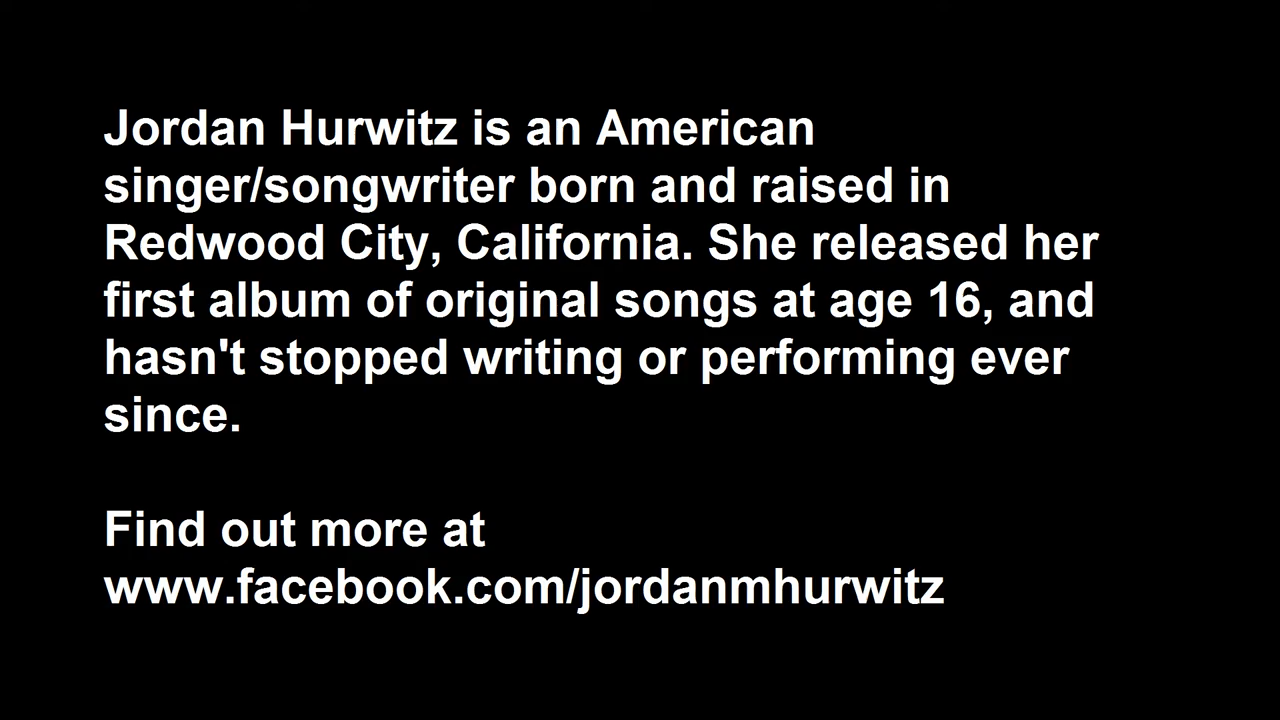 Jordan Hurwitz is an American
singer/songwriter born and raised in
Redwood City, California. She released her
first album of original songs at age 16, and
hasn't stopped writing or performing ever
since.
Find out more at
www.facebook.com/jordanmhurwitz